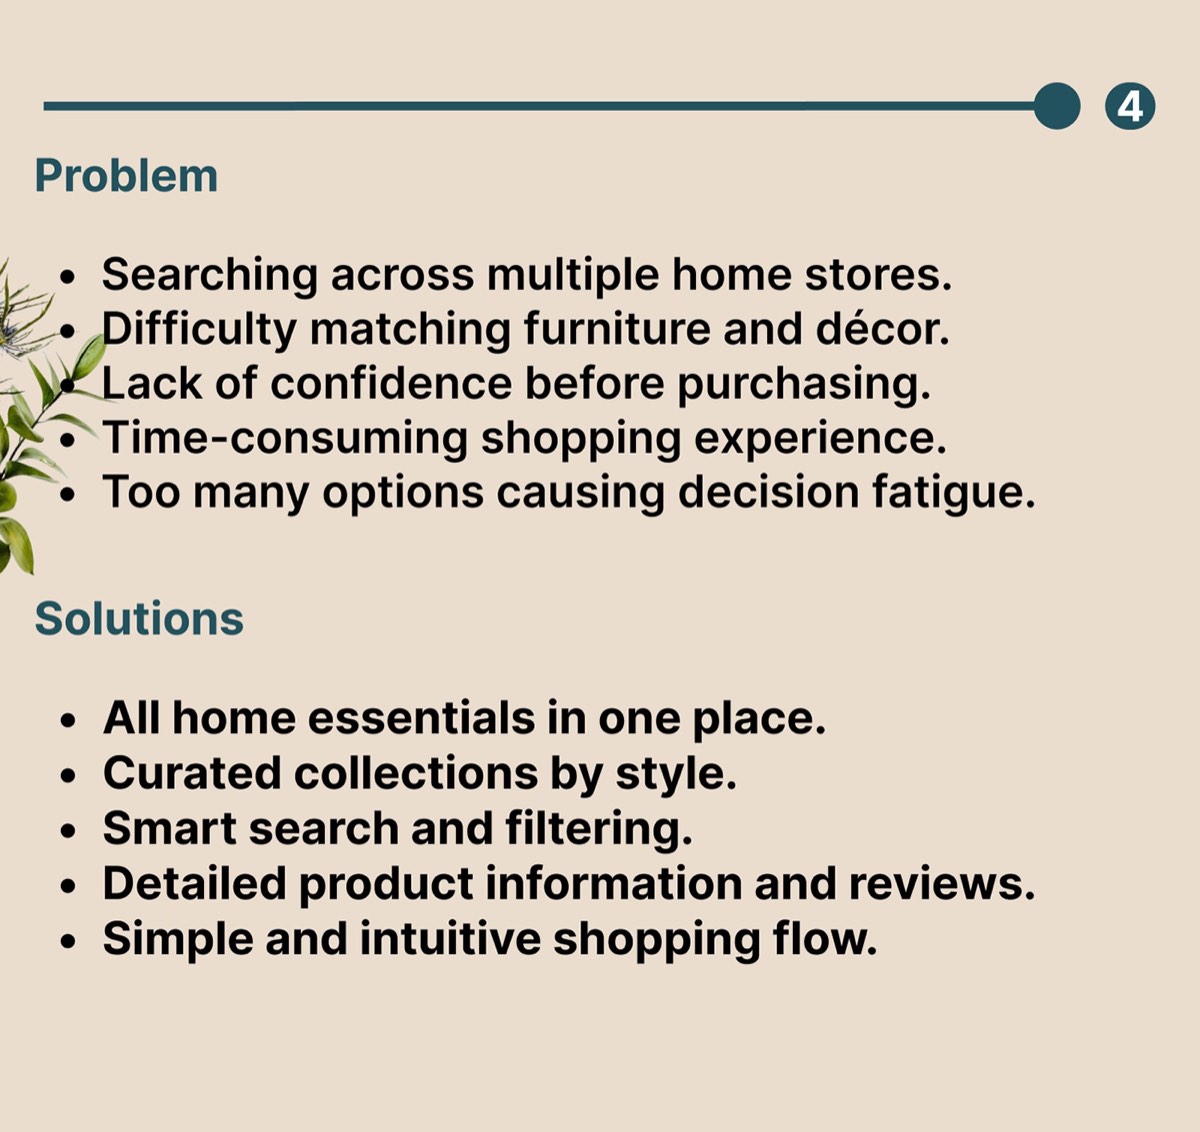 4
Problem
• Searching across multiple home stores.
• Difficulty matching furniture and décor.
• Lack of confidence before purchasing.
• Time-consuming shopping experience.
• Too many options causing decision fatigue.
Solutions
• All home essentials in one place.
• Curated collections by style.
• Smart search and filtering.
• Detailed product information and reviews.
• Simple and intuitive shopping flow.